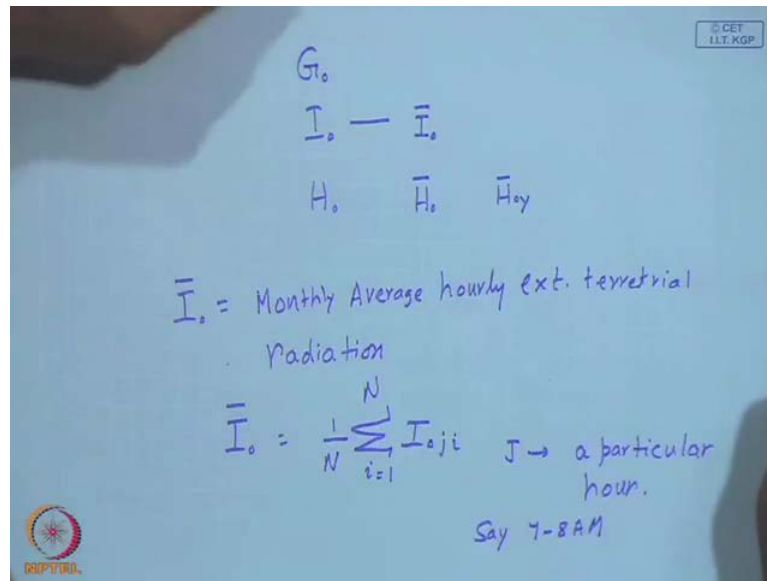 © CET
I.I.T. KGP
G₀
I₀ — Ī₀
H₀ H̄₀ H̄₀y
Ī₀ = Monthly Average hourly ext. terretrial
radiation
Ī₀ = 1/N ∑ᵢ₌₁ᴺ I₀ji J → a particular
hour.
Say 7-8AM
NPTEL